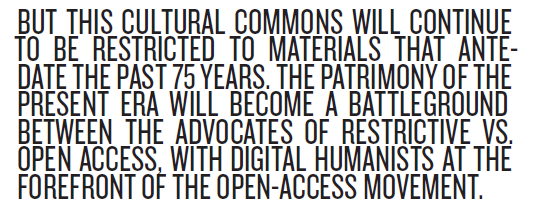 BUT THIS CULTURAL COMMONS WILL CONTINUE
TO BE RESTRICTED TO MATERIALS THAT ANTE-
DATE THE PAST 75 YEARS. THE PATRIMONY OF THE
PRESENT ERA WILL BECOME A BATTLEGROUND
BETWEEN THE ADVOCATES OF RESTRICTIVE VS.
OPEN ACCESS, WITH DIGITAL HUMANISTS AT THE
FOREFRONT OF THE OPEN-ACCESS MOVEMENT.